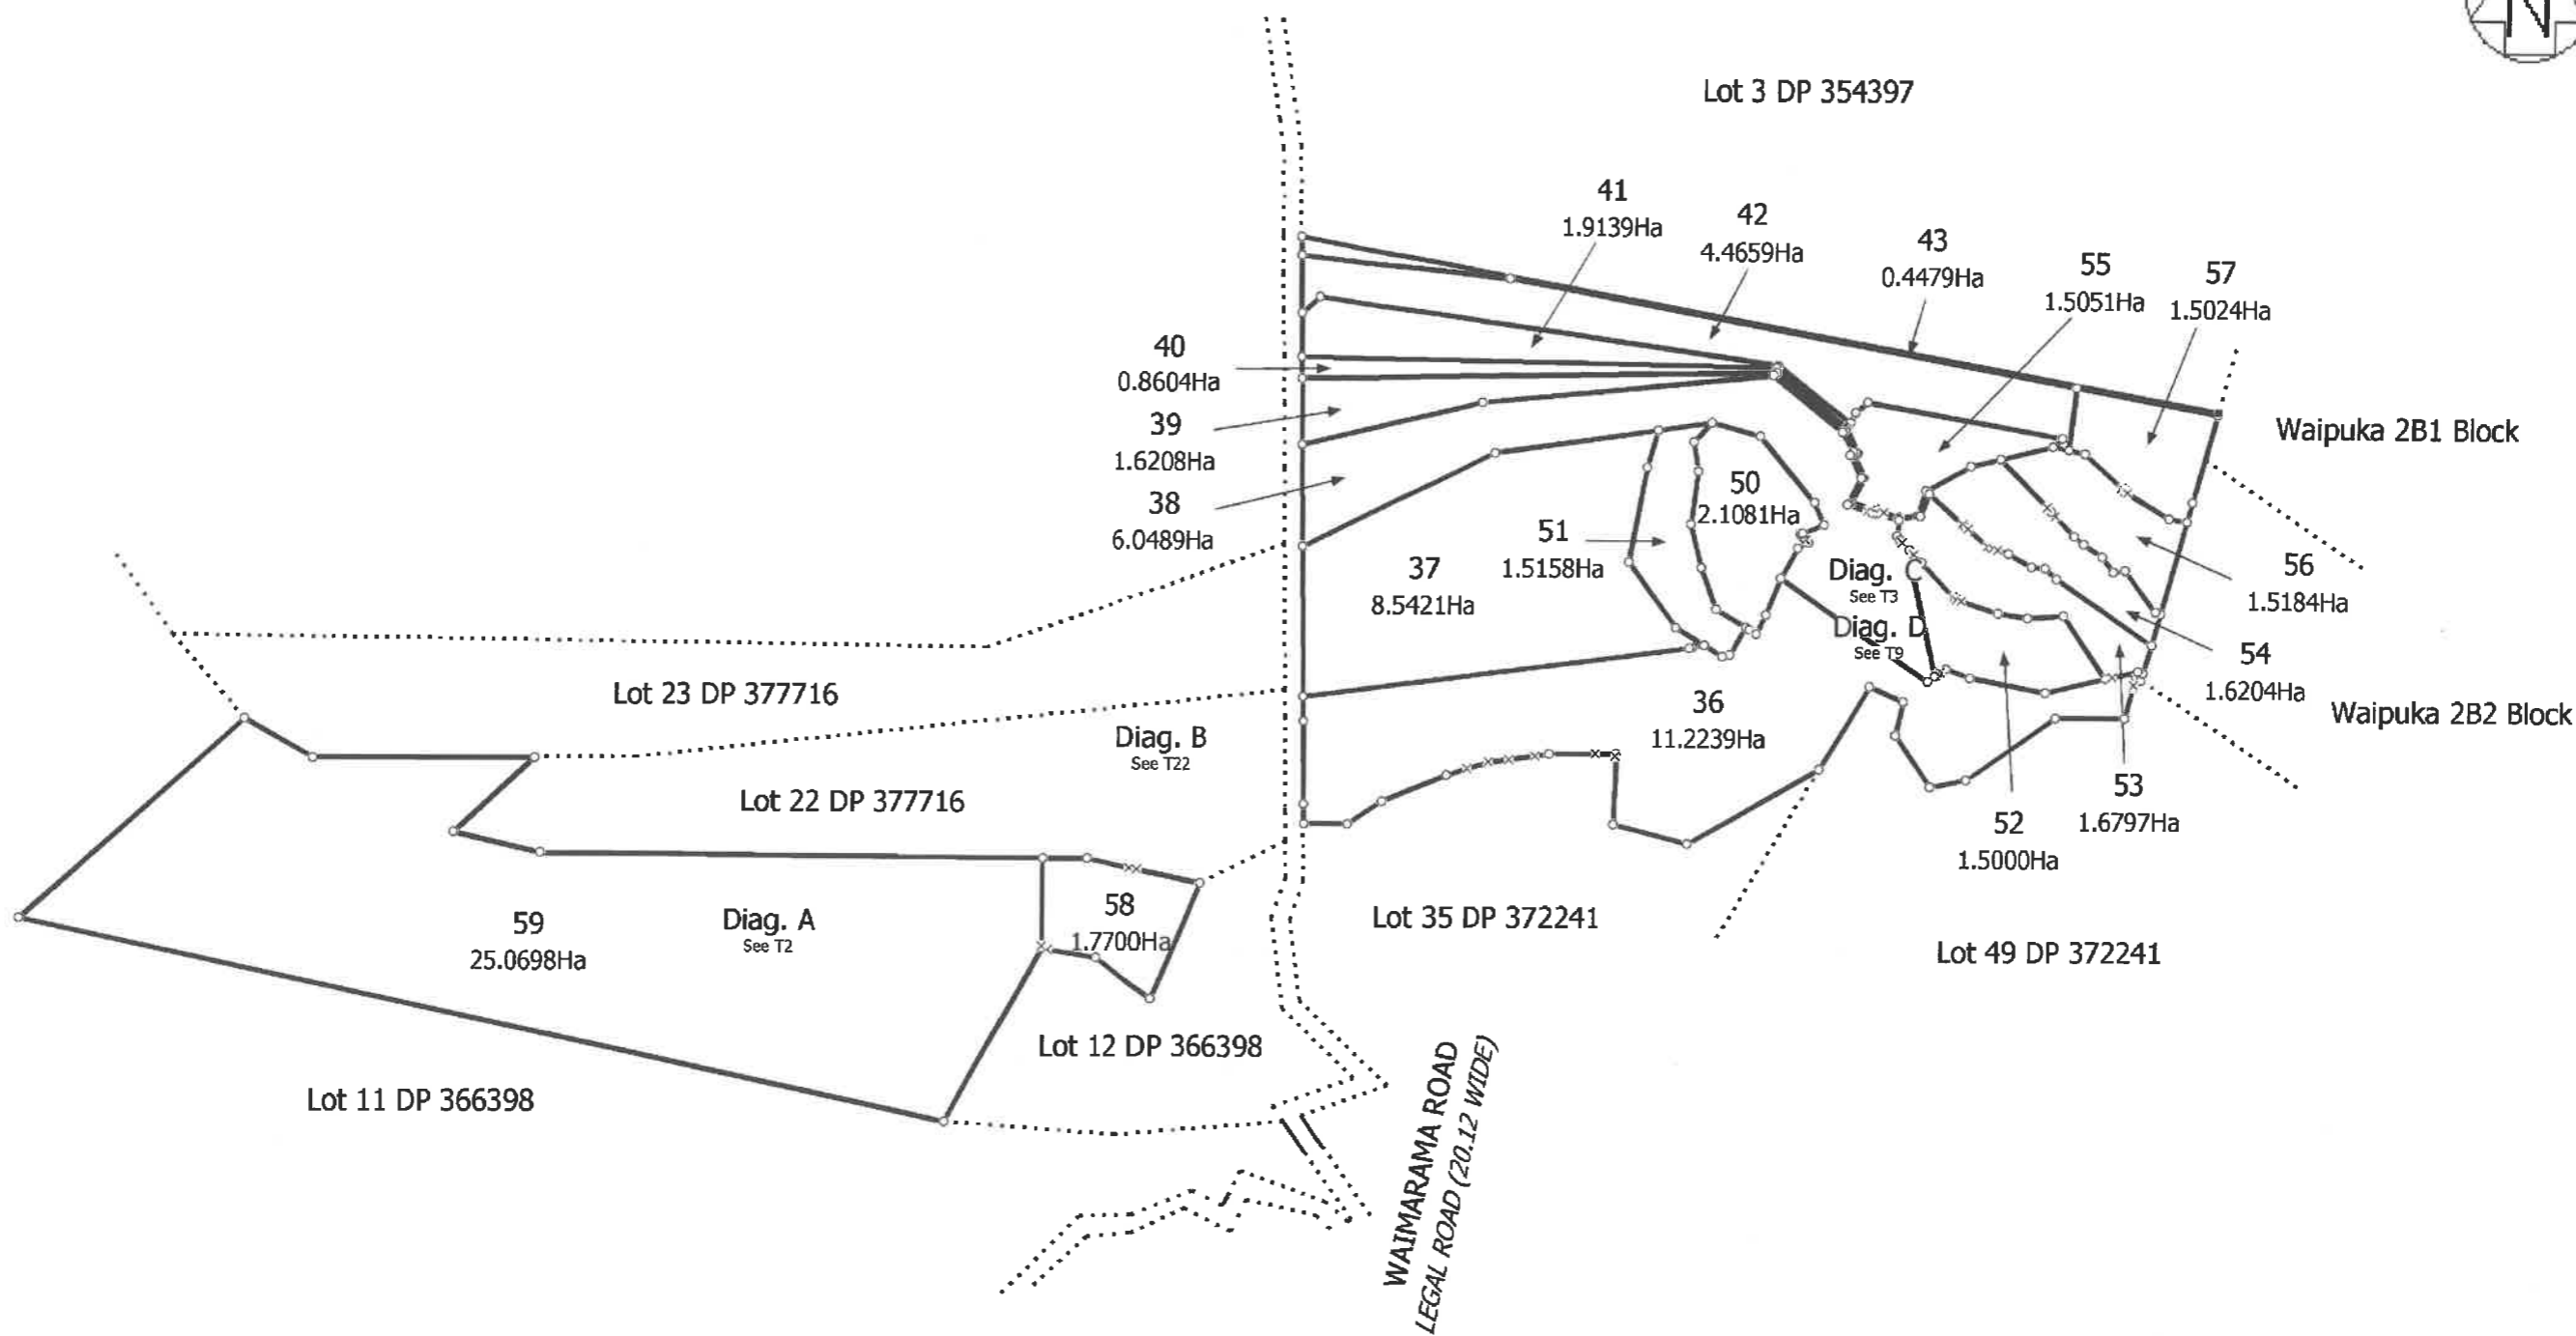 N
Lot 3 DP 354397
41
1.9139Ha
42
4.4659Ha
43
0.4479Ha
55
1.5051Ha
57
1.5024Ha
40
0.8604Ha
39
1.6208Ha
38
6.0489Ha
Waipuka 2B1 Block
50
2.1081Ha
51
1.5158Ha
37
8.5421Ha
Diag. C
See T3
Diag. D
See T9
56
1.5184Ha
54
1.6204Ha
Waipuka 2B2 Block
Lot 23 DP 377716
36
11.2239Ha
Diag. B
See T22
Lot 22 DP 377716
53
1.6797Ha
52
1.5000Ha
58
1.7700Ha
59
25.0698Ha
Diag. A
See T2
Lot 35 DP 372241
Lot 49 DP 372241
Lot 12 DP 366398
Lot 11 DP 366398
WAIMARAMA ROAD
LEGAL ROAD (20.12 WIDE)